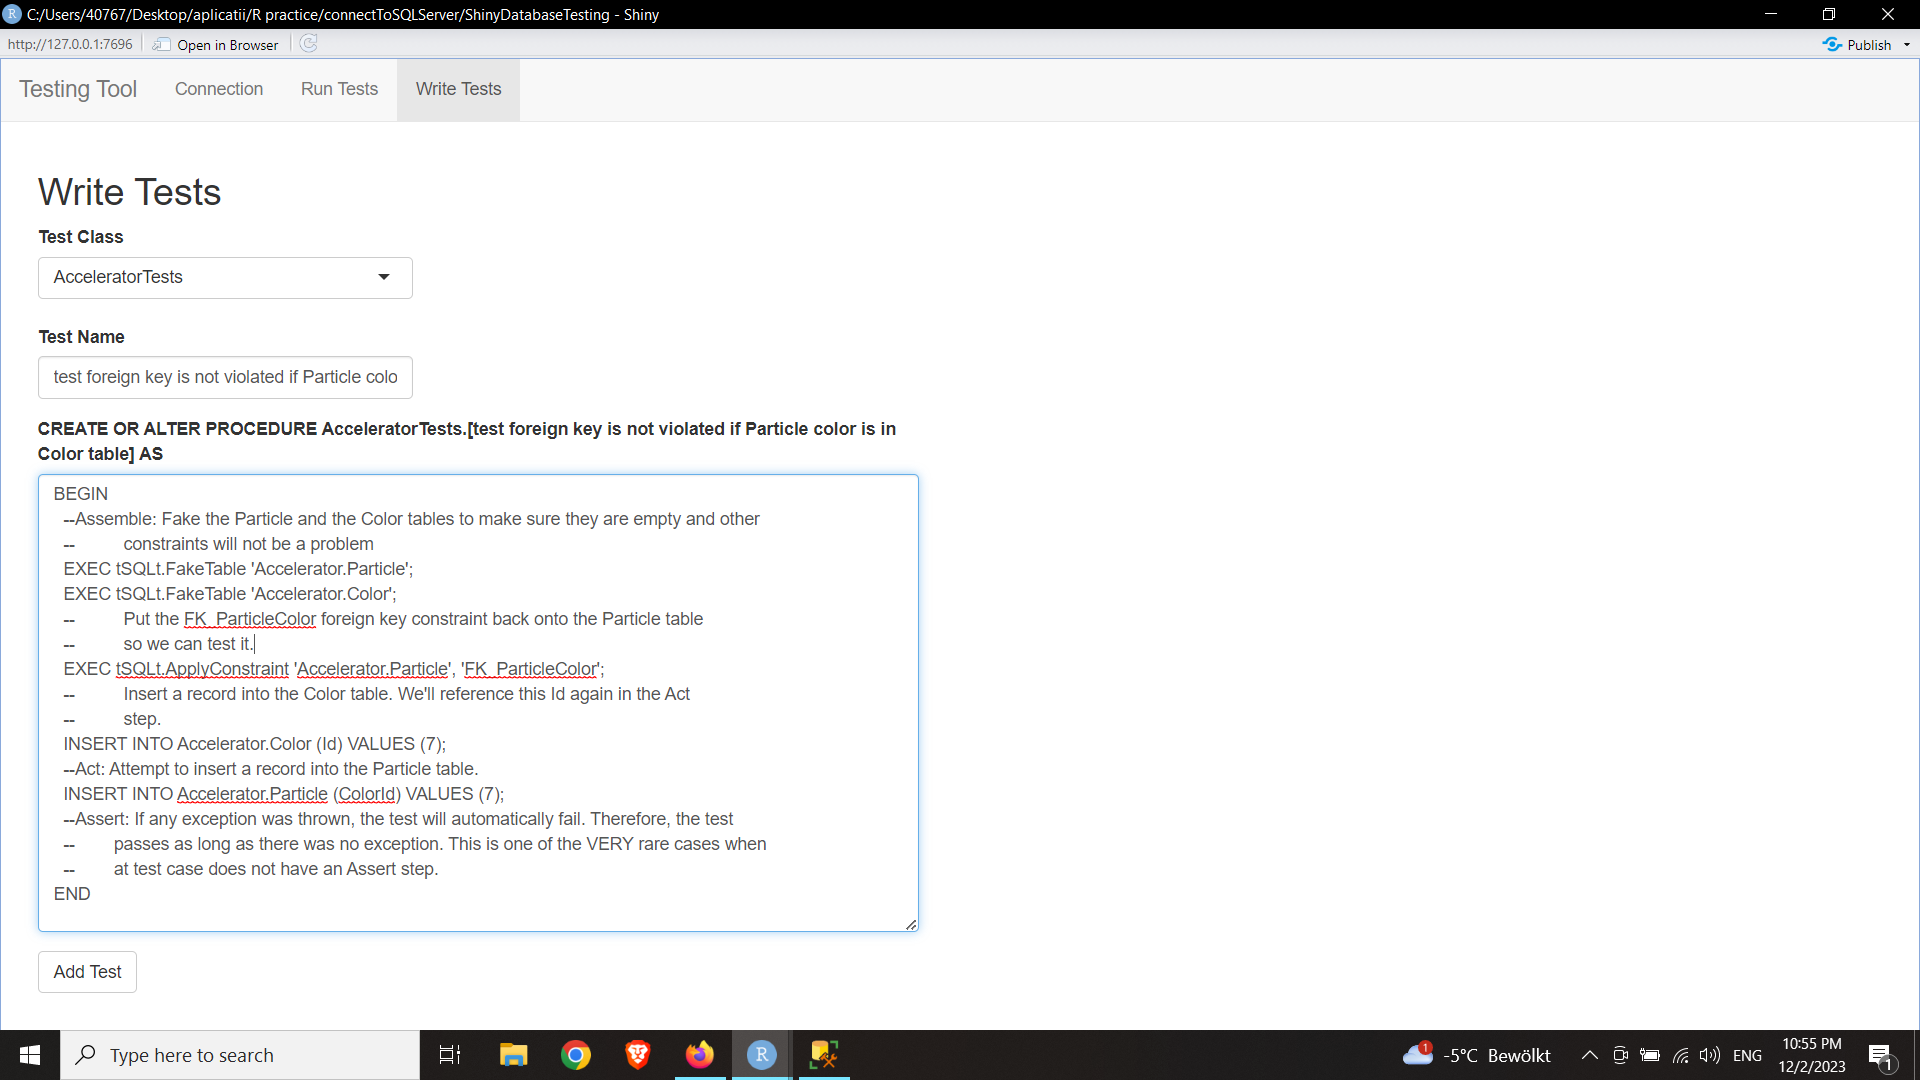 C:/Users/40767/Desktop/aplicatii/R practice/connectToSQLServer/ShinyDatabaseTesting - Shiny
http://127.0.0.1:7696
Open in Browser
Publish
Testing Tool
Connection
Run Tests
Write Tests
Write Tests
Test Class
AcceleratorTests
Test Name
test foreign key is not violated if Particle colo
CREATE OR ALTER PROCEDURE AcceleratorTests.[test foreign key is not violated if Particle color is in
Color table] AS
BEGIN
--Assemble: Fake the Particle and the Color tables to make sure they are empty and other
-- constraints will not be a problem
EXEC tSQLt.FakeTable 'Accelerator.Particle';
EXEC tSQLt.FakeTable 'Accelerator.Color';
-- Put the FK_ParticleColor foreign key constraint back onto the Particle table
-- so we can test it.
EXEC tSQLt.ApplyConstraint 'Accelerator.Particle', 'FK_ParticleColor';
-- Insert a record into the Color table. We'll reference this Id again in the Act
-- step.
INSERT INTO Accelerator.Color (Id) VALUES (7);
--Act: Attempt to insert a record into the Particle table.
INSERT INTO Accelerator.Particle (ColorId) VALUES (7);
--Assert: If any exception was thrown, the test will automatically fail. Therefore, the test
-- passes as long as there was no exception. This is one of the VERY rare cases when
-- at test case does not have an Assert step.
END
Add Test
Type here to search
R
1
-5°C Bewölkt
ENG
10:55 PM
12/2/2023
1